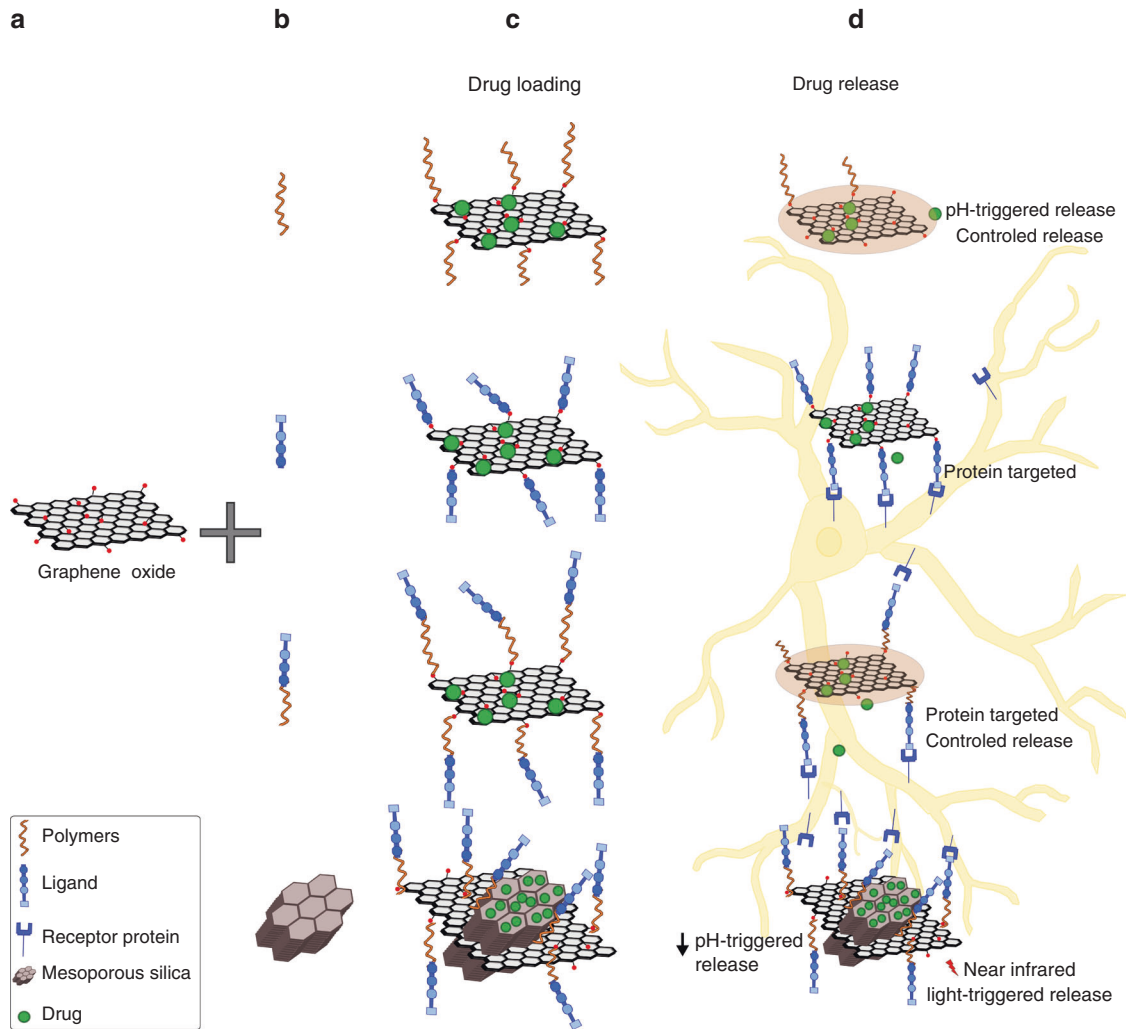 a
b
c
d
Drug loading
Drug release
pH-triggered release
Controled release
Protein targeted
Graphene oxide
Protein targeted
Controled release
Polymers
Ligand
Receptor protein
Mesoporous silica
Drug
pH-triggered
release
Near infrared
light-triggered release